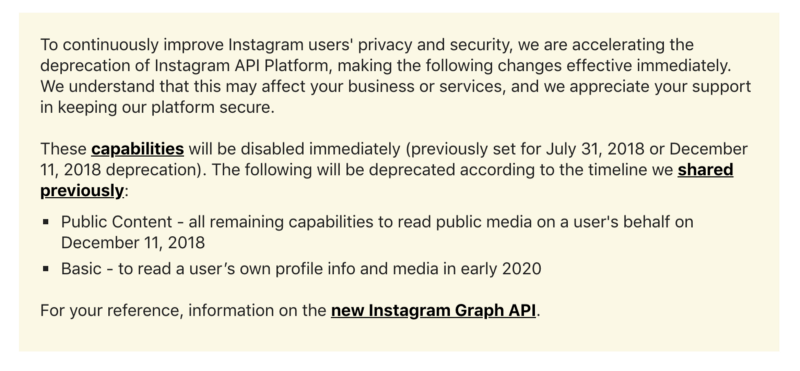 To continuously improve Instagram users' privacy and security, we are accelerating the
deprecation of Instagram API Platform, making the following changes effective immediately.
We understand that this may affect your business or services, and we appreciate your support
in keeping our platform secure.
These capabilities will be disabled immediately (previously set for July 31, 2018 or December
11, 2018 deprecation). The following will be deprecated according to the timeline we shared
previously:
▪ Public Content - all remaining capabilities to read public media on a user's behalf on
December 11, 2018
▪ Basic - to read a user’s own profile info and media in early 2020
For your reference, information on the new Instagram Graph API.